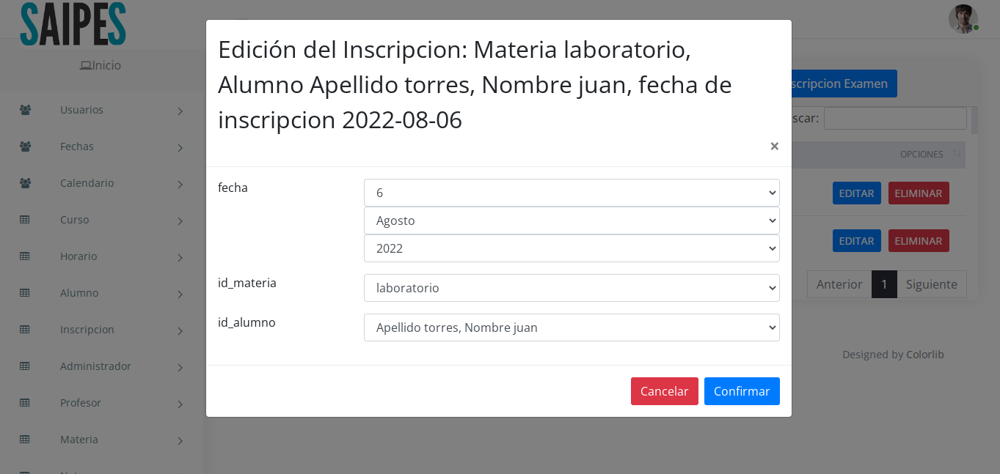 SAIPES
Inicio
Usuarios
Fechas
Calendario
Curso
Horario
Alumno
Inscripcion
Administrador
Profesor
Materia
Edición del Inscripcion: Materia laboratorio,
Alumno Apellido torres, Nombre juan, fecha de
inscripcion 2022-08-06
×
fecha
6
Agosto
2022
id_materia
laboratorio
id_alumno
Apellido torres, Nombre juan
Cancelar Confirmar
scripcion Examen
scar:
OPCIONES
EDITAR ELIMINAR
EDITAR ELIMINAR
Anterior 1 Siguiente
Designed by Colorlib